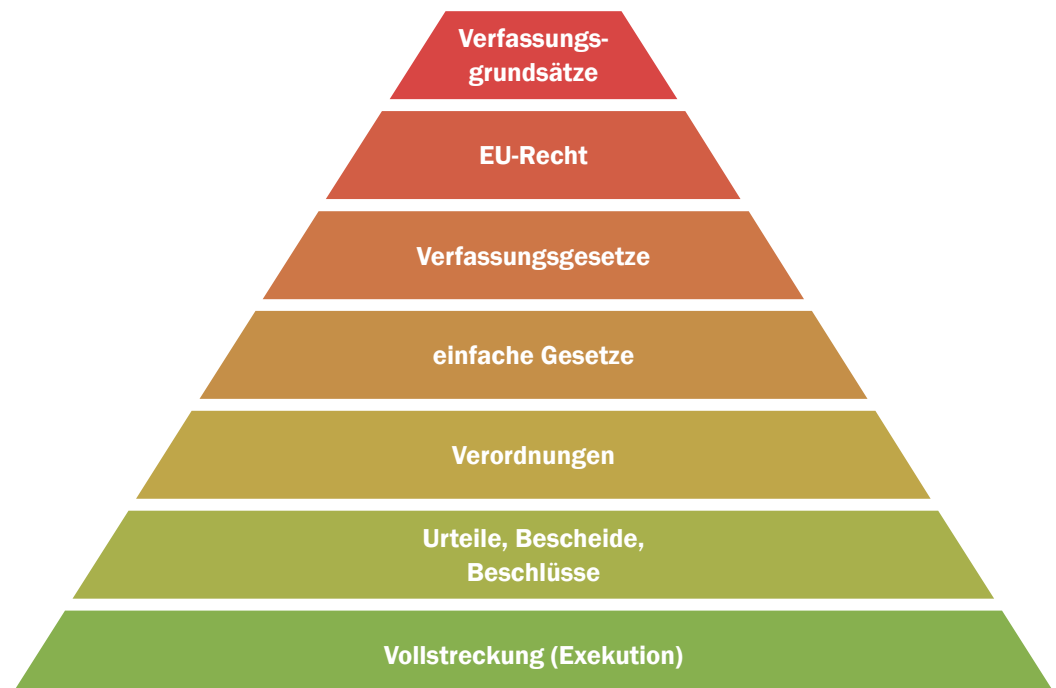 Verfassungs-
grundsätze
EU-Recht
Verfassungsgesetze
einfache Gesetze
Verordnungen
Urteile, Bescheide,
Beschlüsse
Vollstreckung (Exekution)